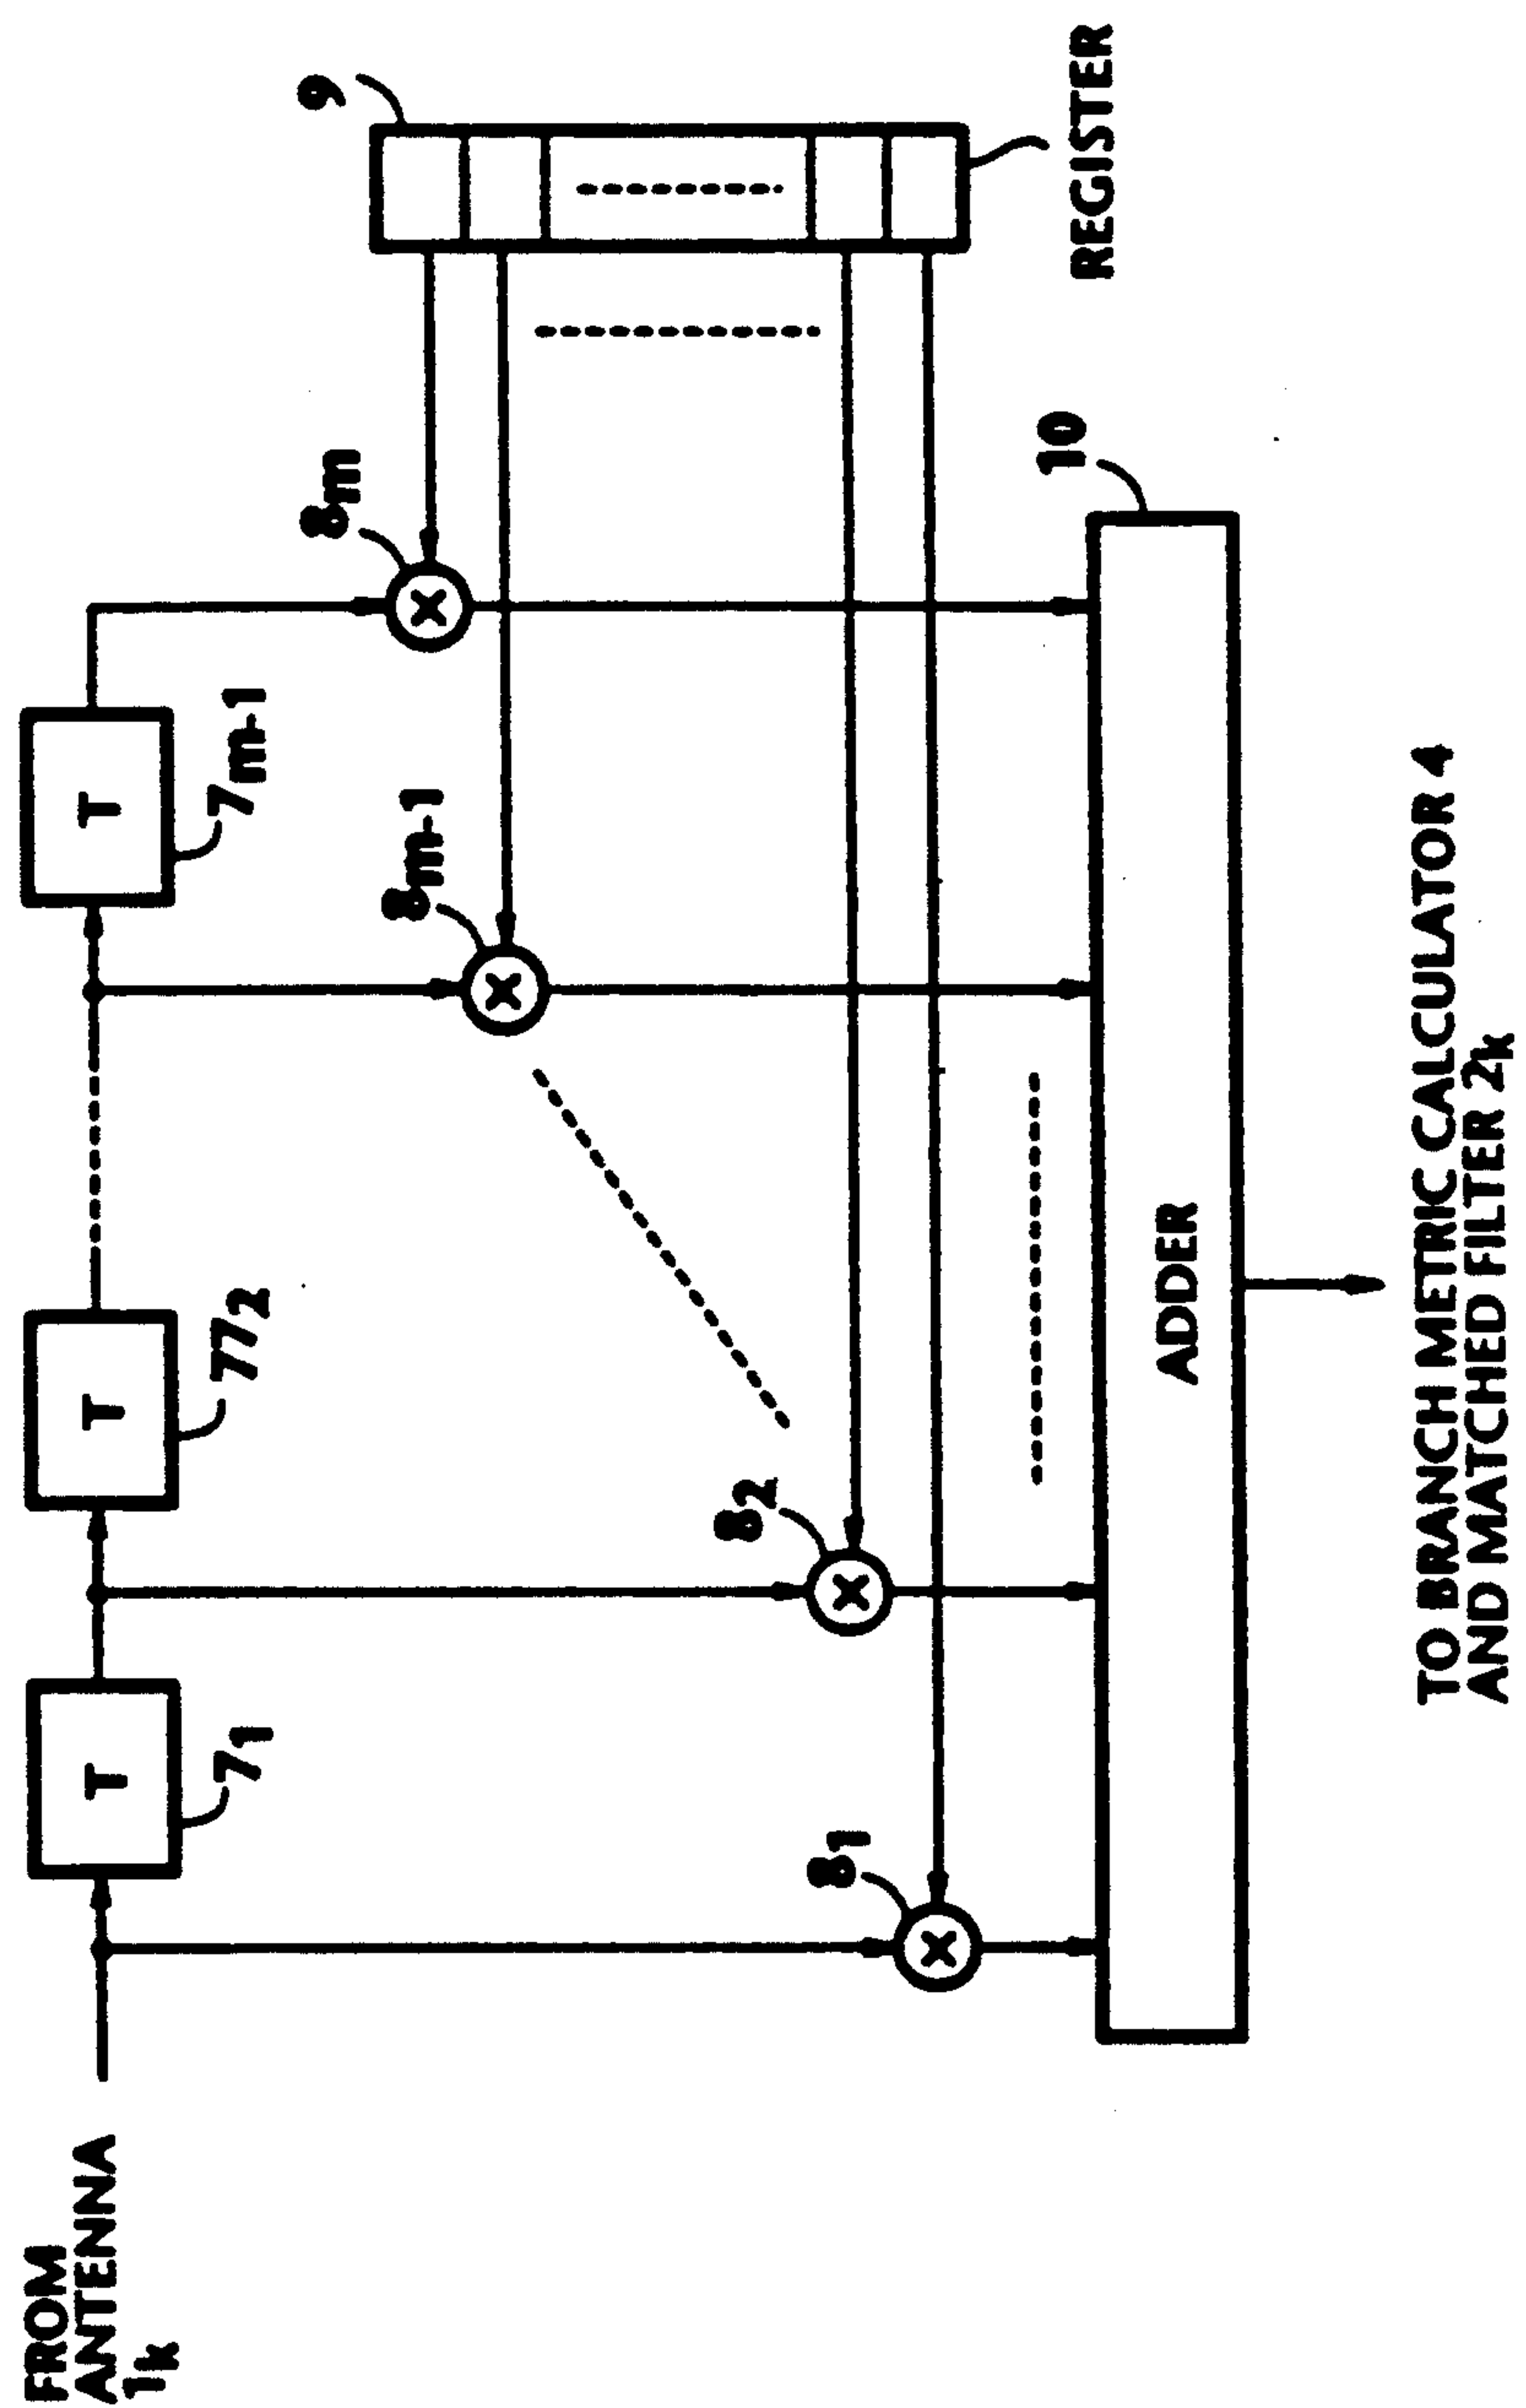 FROM
ANTENNA
1k
T
71
T
772
T
7m-1
81
82
8m-1
8m
9
REGISTER
10
ADDER
TO BRANCH METRIC CALCULATOR 4
AND MATCHED FILTER 2k